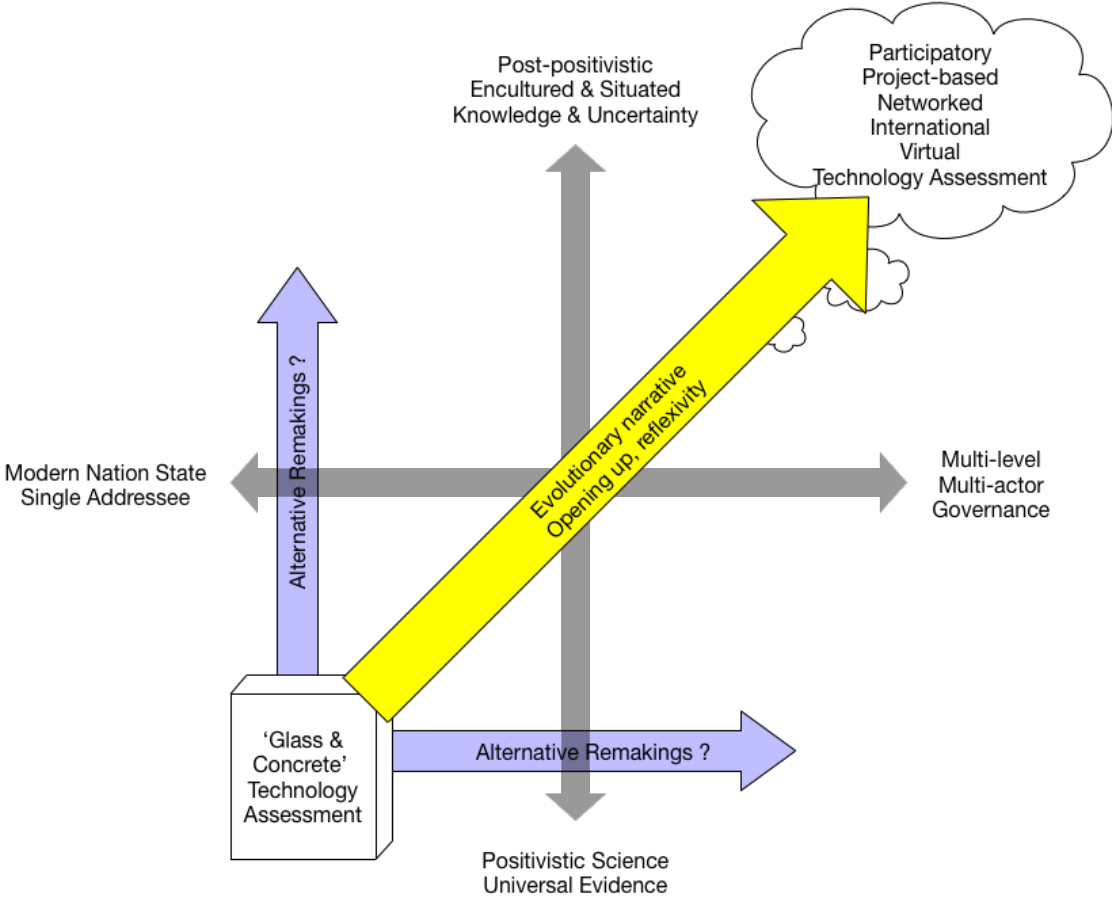 Participatory
Project-based
Networked
International
Virtual
Technology Assessment
Post-positivistic
Encultured & Situated
Knowledge & Uncertainty
Alternative Remakings ?
Evolutionary narrative
Opening up, reflexivity
Modern Nation State
Single Addressee
Multi-level
Multi-actor
Governance
‘Glass &
Concrete’
Technology
Assessment
Alternative Remakings ?
Positivistic Science
Universal Evidence